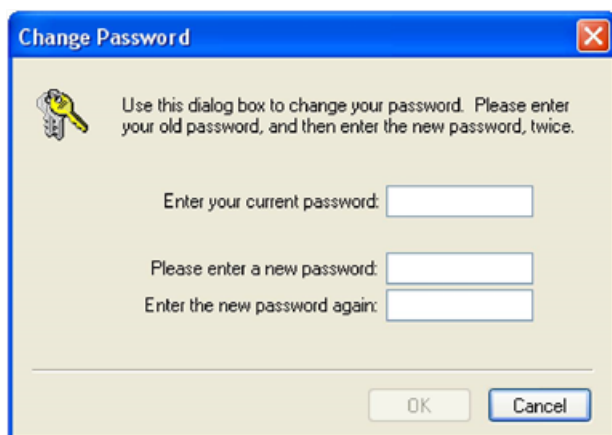 Change Password
Use this dialog box to change your password.  Please enter
your old password, and then enter the new password, twice.
Enter your current password:
Please enter a new password:
Enter the new password again:
OK
Cancel